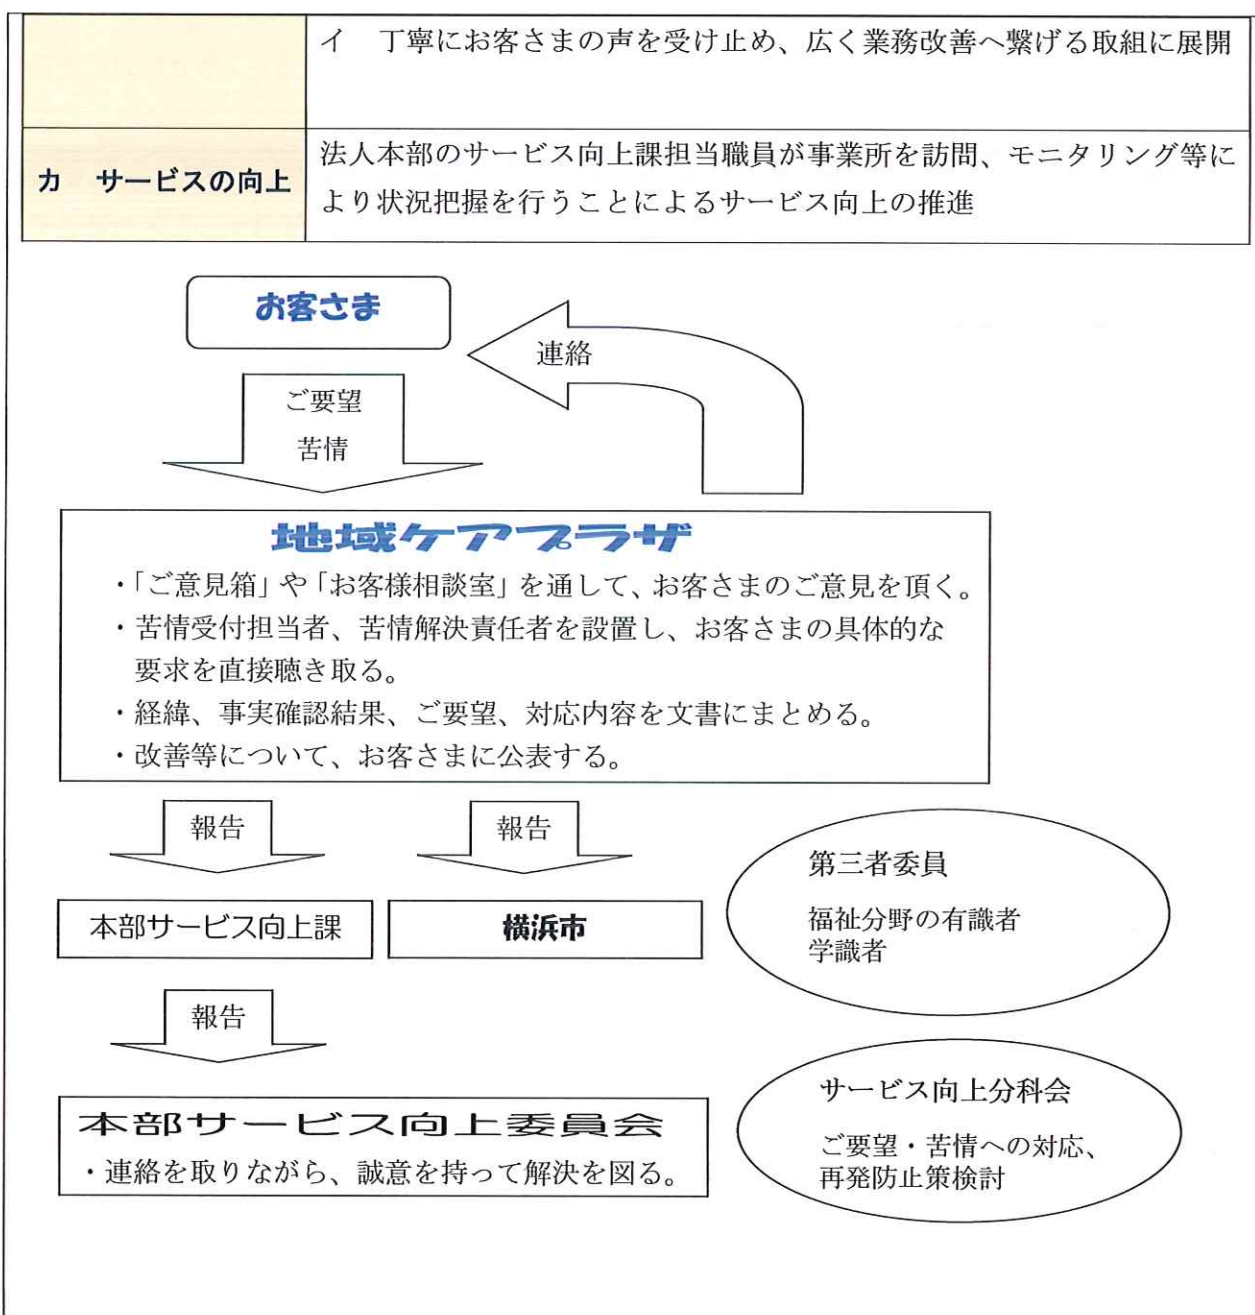 イ　丁寧にお客さまの声を受け止め、広く業務改善へ繋げる取組に展開
カ　サービスの向上
法人本部のサービス向上課担当職員が事業所を訪問、モニタリング等に
より状況把握を行うことによるサービス向上の推進
お客さま
連絡
ご要望
苦情
地域ケアプラザ
・「ご意見箱」や「お客様相談室」を通して、お客さまのご意見を頂く。
・苦情受付担当者、苦情解決責任者を設置し、お客さまの具体的な
要求を直接聴き取る。
・経緯、事実確認結果、ご要望、対応内容を文書にまとめる。
・改善等について、お客さまに公表する。
報告
報告
本部サービス向上課
横浜市
第三者委員
福祉分野の有識者
学識者
報告
本部サービス向上委員会
・連絡を取りながら、誠意を持って解決を図る。
サービス向上分科会
ご要望・苦情への対応、
再発防止策検討